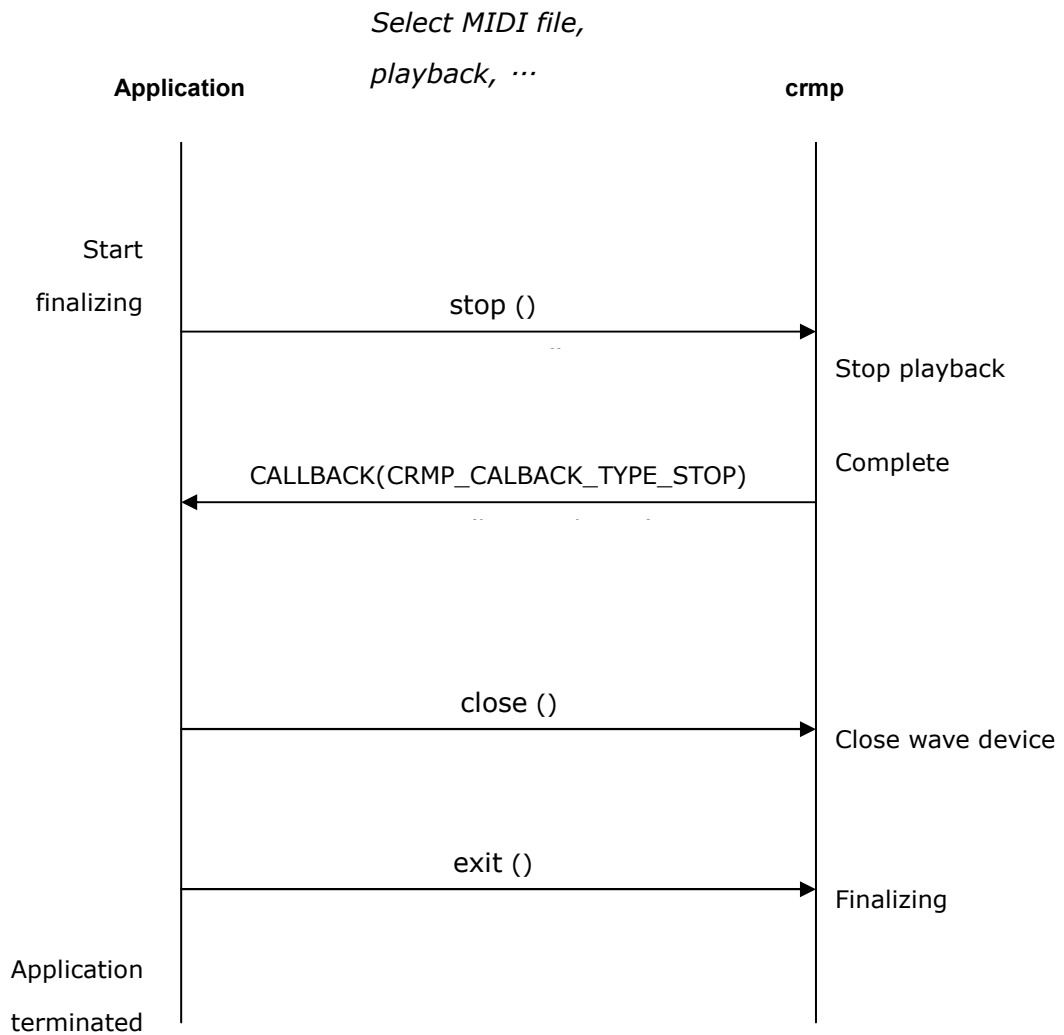 Select MIDI file,
playback, …
Application
crmp
Start
finalizing
stop ()
Stop playback
Complete
CALLBACK(CRMP_CALBACK_TYPE_STOP)
close ()
Close wave device
exit ()
Finalizing
Application
terminated